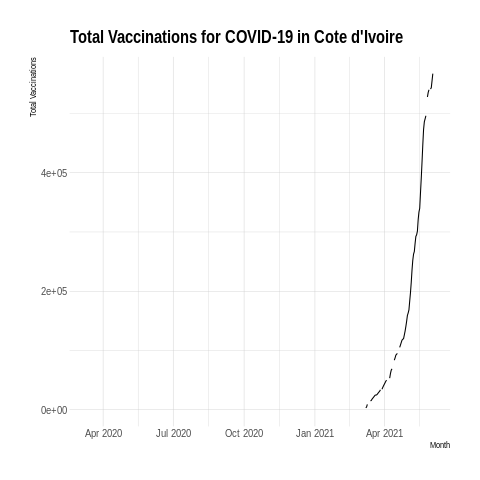 Total Vaccinations for COVID-19 in Cote d'Ivoire
Total Vaccinations
4e+05
2e+05
0e+00
Apr 2020 Jul 2020 Oct 2020 Jan 2021 Apr 2021
Month